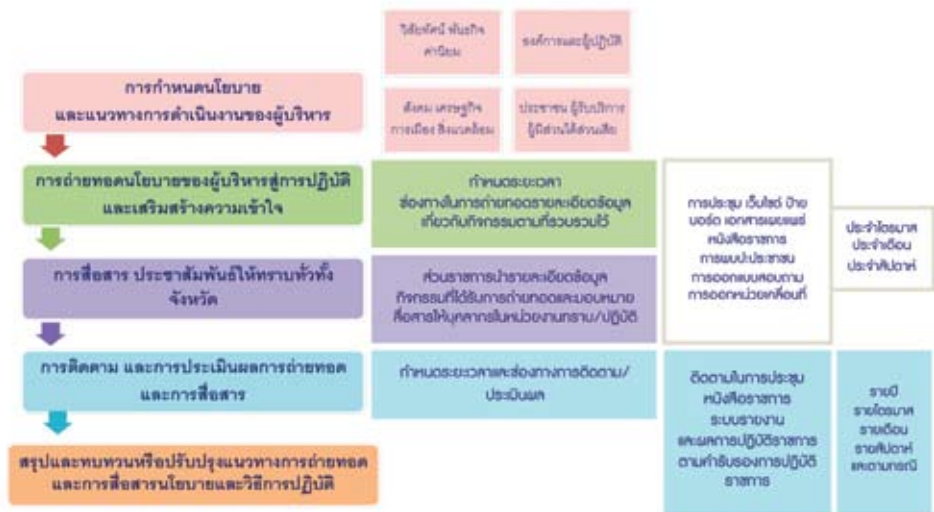 วิสัยทัศน์ พันธกิจ
ค่านิยม
องค์การและผู้ปฏิบัติ
การกำหนดนโยบาย
และแนวทางการดำเนินงานของผู้บริหาร
สังคม เศรษฐกิจ
การเมือง สิ่งแวดล้อม
ประชาชน ผู้รับบริการ
ผู้มีส่วนได้ส่วนเสีย
การถ่ายทอดนโยบายของผู้บริหารสู่การปฏิบัติ
และเสริมสร้างความเข้าใจ
กำหนดระยะเวลา
ช่องทางในการถ่ายทอดรายละเอียดข้อมูล
เกี่ยวกับกิจกรรมตามที่รวบรวมไว้
การประชุม เว็บไซต์ ป้าย
บอร์ด เอกสารเผยแพร่
หนังสือราชการ
การพบปะประชาชน
การออกแบบสอบถาม
การออกหน่วยเคลื่อนที่
ประจำไตรมาส
ประจำเดือน
ประจำสัปดาห์
การสื่อสาร ประชาสัมพันธ์ให้ทราบทั่วทั้ง
จังหวัด
ส่วนราชการนำรายละเอียดข้อมูล
กิจกรรมที่ได้รับการถ่ายทอดและมอบหมาย
สื่อสารให้บุคลากรในหน่วยงานทราบ/ปฏิบัติ
การติดตาม และการประเมินผลการถ่ายทอด
และการสื่อสาร
กำหนดระยะเวลาและช่องทางการติดตาม/
ประเมินผล
ติดตามในการประชุม
หนังสือราชการ
ระบบรายงาน
และผลการปฏิบัติราชการ
ตามคำรับรองการปฏิบัติ
ราชการ
รายปี
รายไตรมาส
รายเดือน
รายสัปดาห์
และตามกรณี
สรุปและทบทวนหรือปรับปรุงแนวทางการถ่ายทอด
และการสื่อสารนโยบายและวิธีการปฏิบัติ